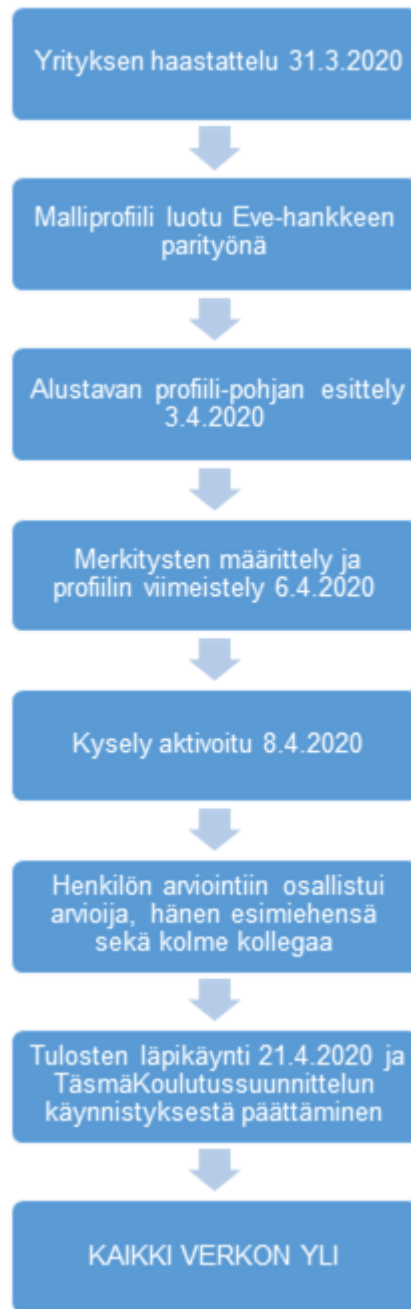 Yrityksen haastattelu 31.3.2020
Malliprofiili luotu Eve-hankkeen
parityönä
Alustavan profiili-pohjan esittely
3.4.2020
Merkitysten määrittely ja
profiilin viimeistely 6.4.2020
Kysely aktivoitu 8.4.2020
Henkilön arviointiin osallistui
arvioija, hänen esimiehensä
sekä kolme kollegaa
Tulosten läpikäynti 21.4.2020 ja
TäsmäKoulutussuunnittelun
käynnistyksestä päättäminen
KAIKKI VERKON YLI